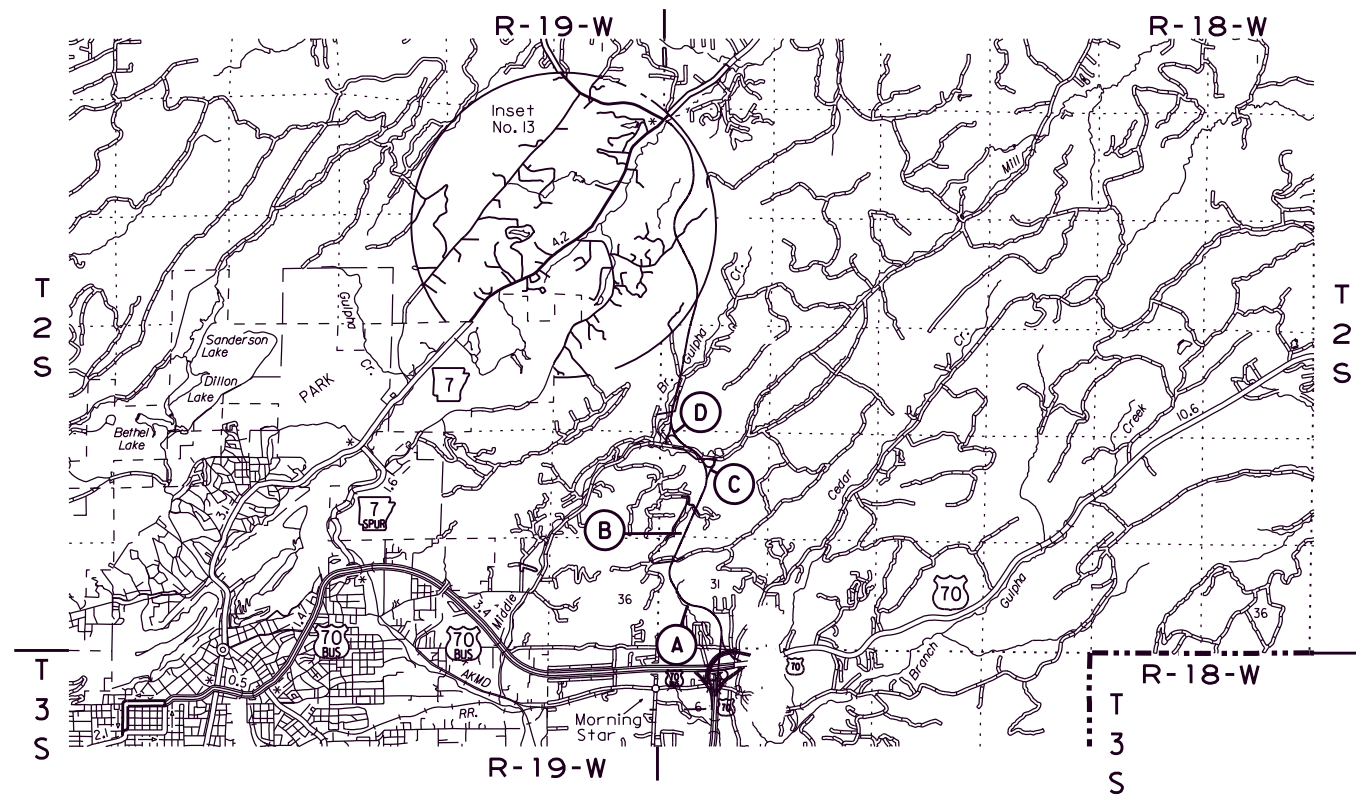 R-19-W
R-18-W
Inset
No. 13
Mill
4.2
Cr.
T
2
S
Gulpha
Cr.
Sanderson
Lake
Dillon
Lake
PARK
7
Gulpha
Br.
Cr.
T
2
S
Bethel
Lake
D
10.6
Creek
1.6
C
Cedar
3.1
7
SPUR
B
70
Gulpha
31
36
36
1.4
3.4
Middle
70
BUS
70
BUS
A
70
Branch
R-18-W
T
3
S
0.5
AKMD
RR.
2.1
Morning
Star
6
70
T
3
S
R-19-W